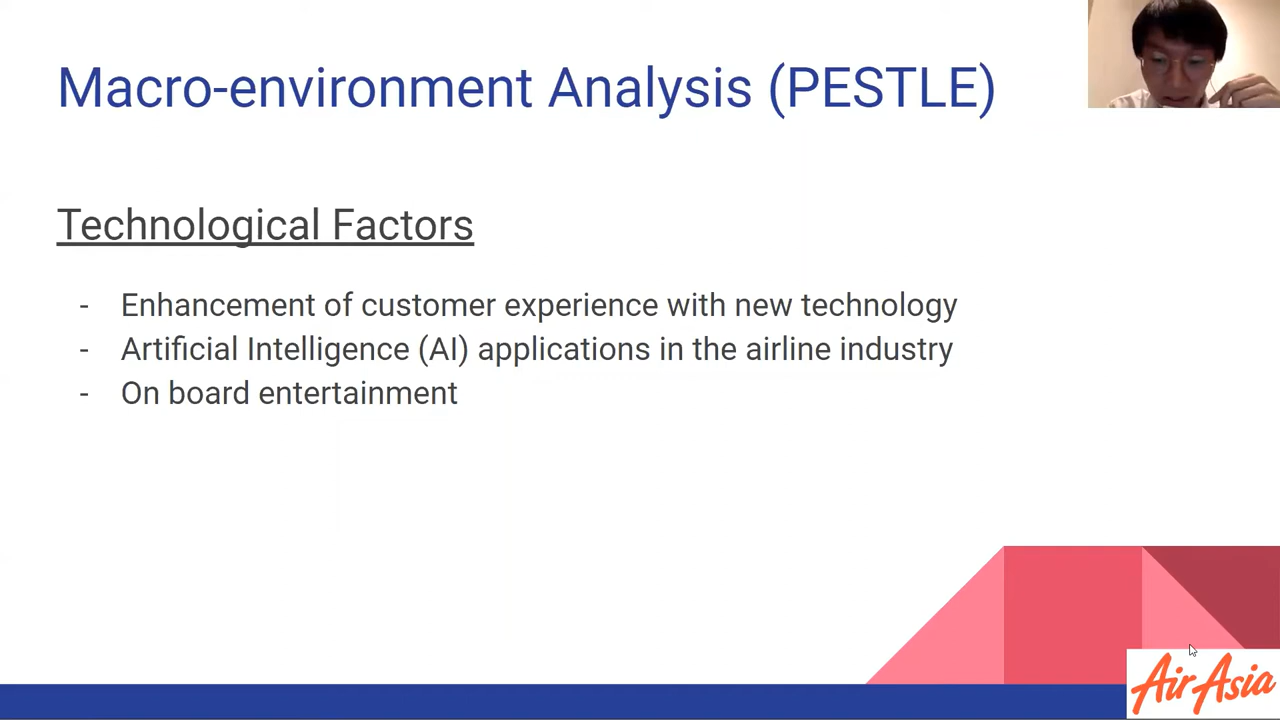 Macro-environment Analysis (PESTLE)
Technological Factors
- Enhancement of customer experience with new technology
- Artificial Intelligence (AI) applications in the airline industry
- On board entertainment
AirAsia